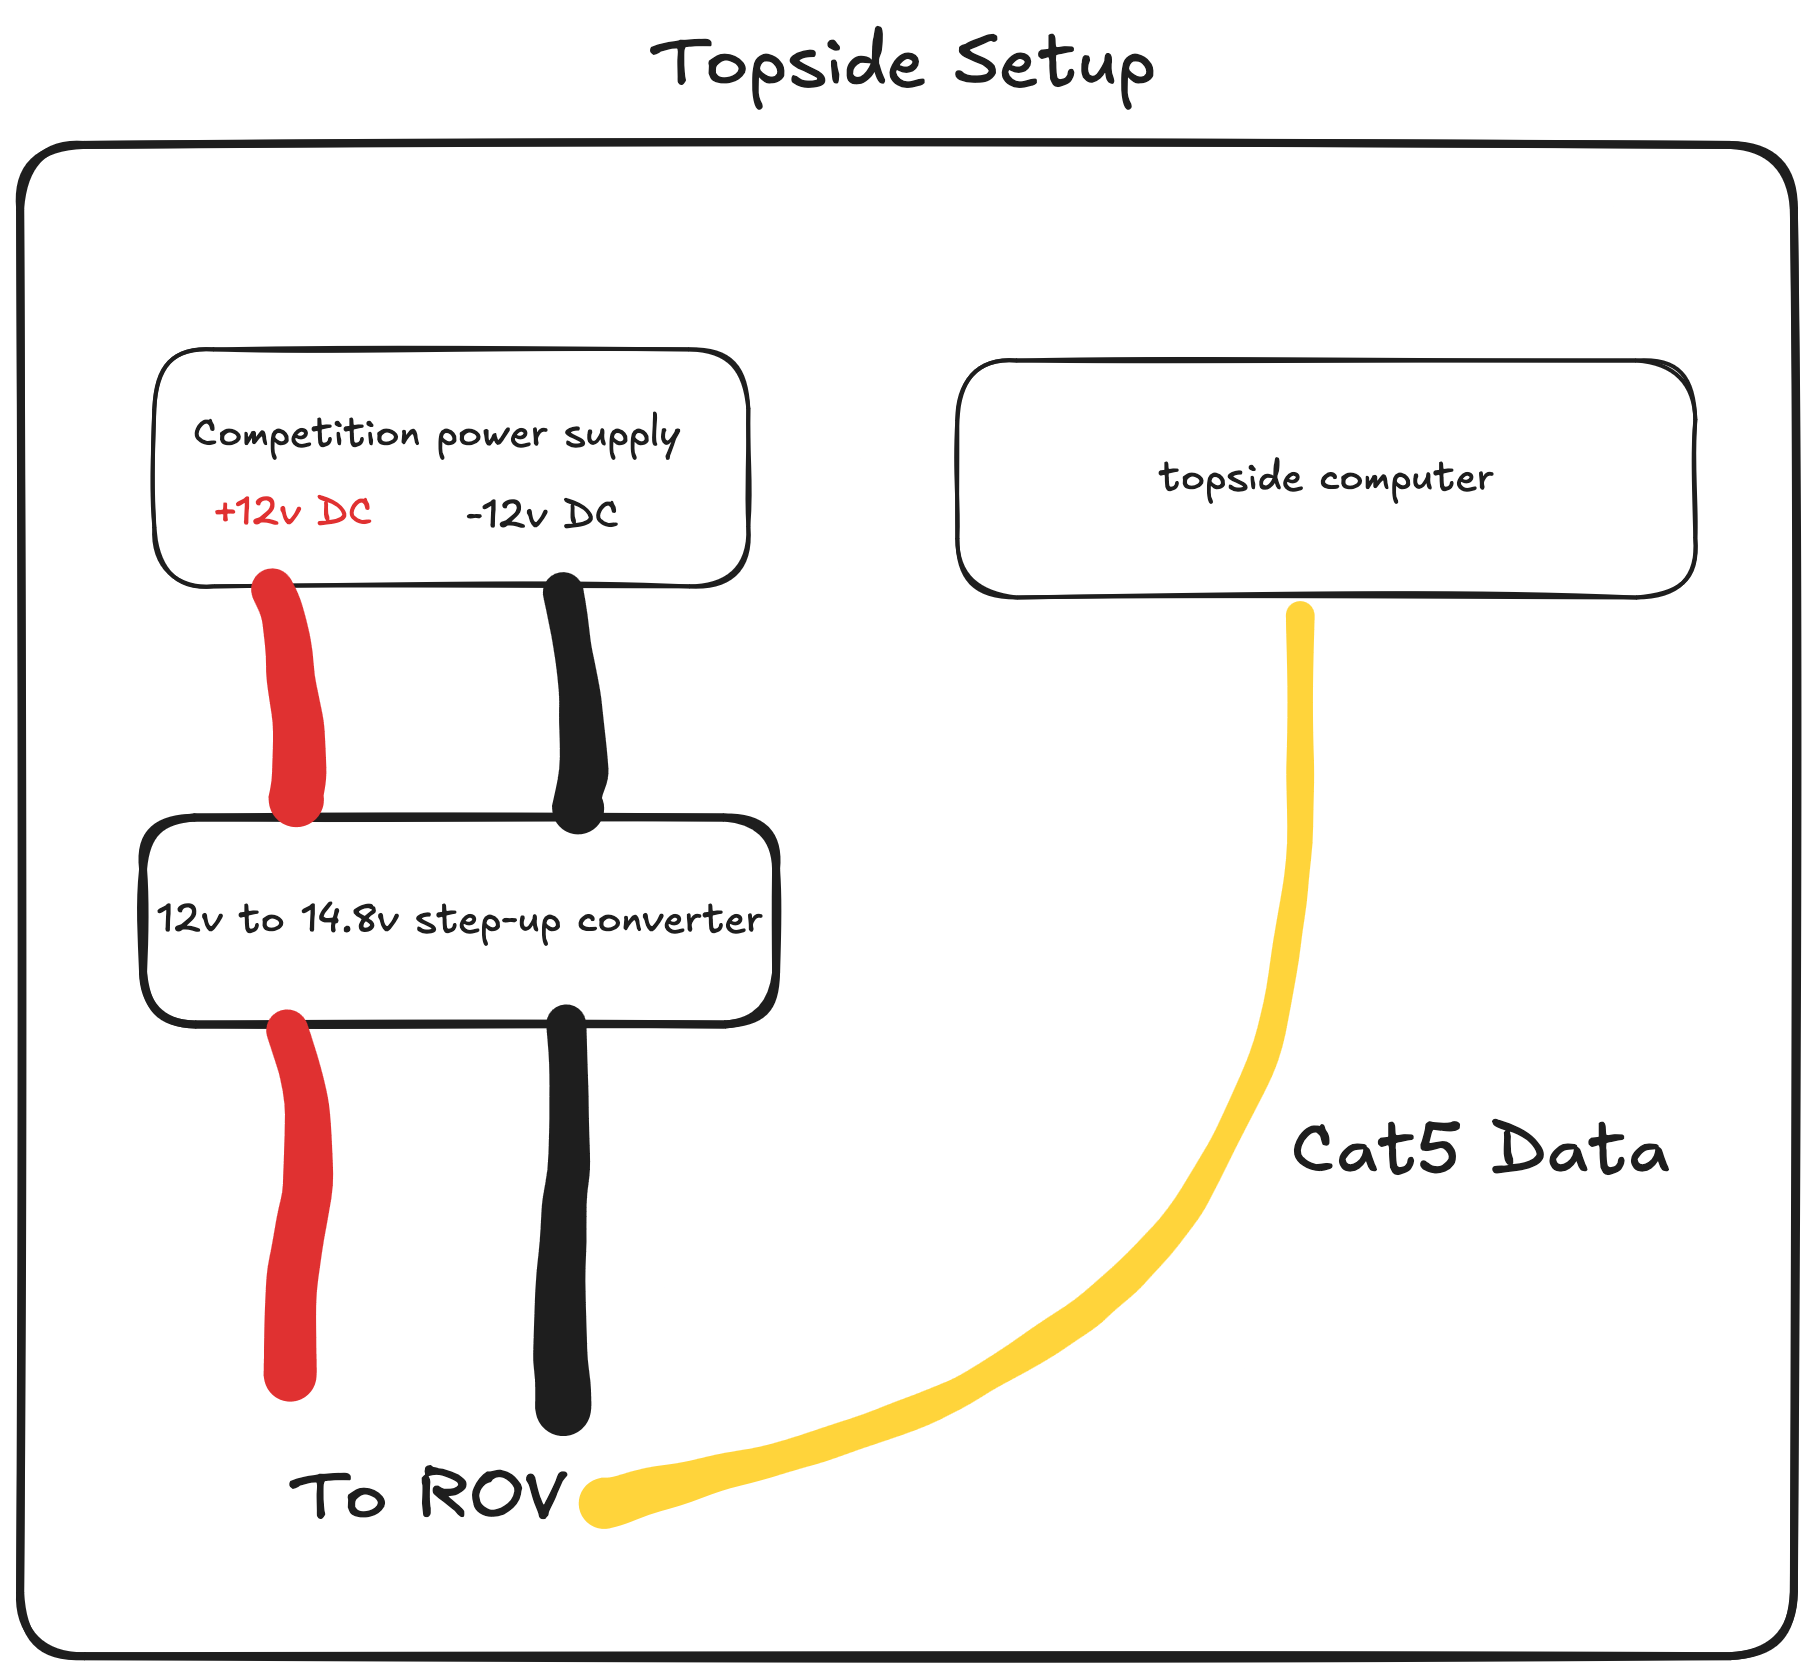 Topside Setup
Competition power supply
+12v DC
-12v DC
topside computer
12v to 14.8v step-up converter
Cat5 Data
To ROV